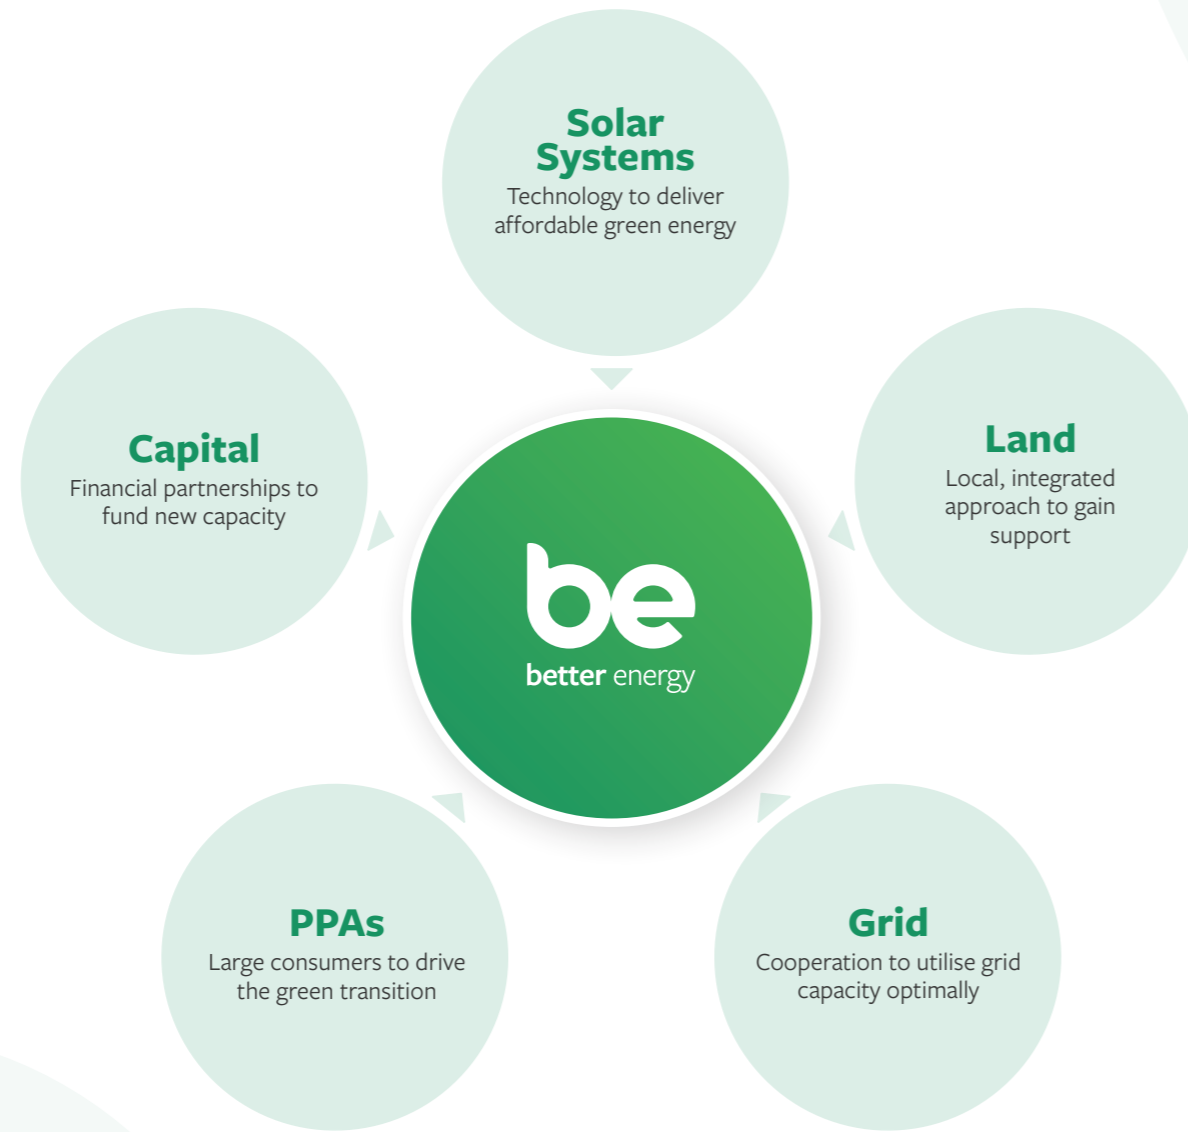 Solar
Systems
Technology to deliver
affordable green energy
Capital
Financial partnerships to
fund new capacity
Land
Local, integrated
approach to gain
support
be
better energy
PPAs
Large consumers to drive
the green transition
Grid
Cooperation to utilise grid
capacity optimally